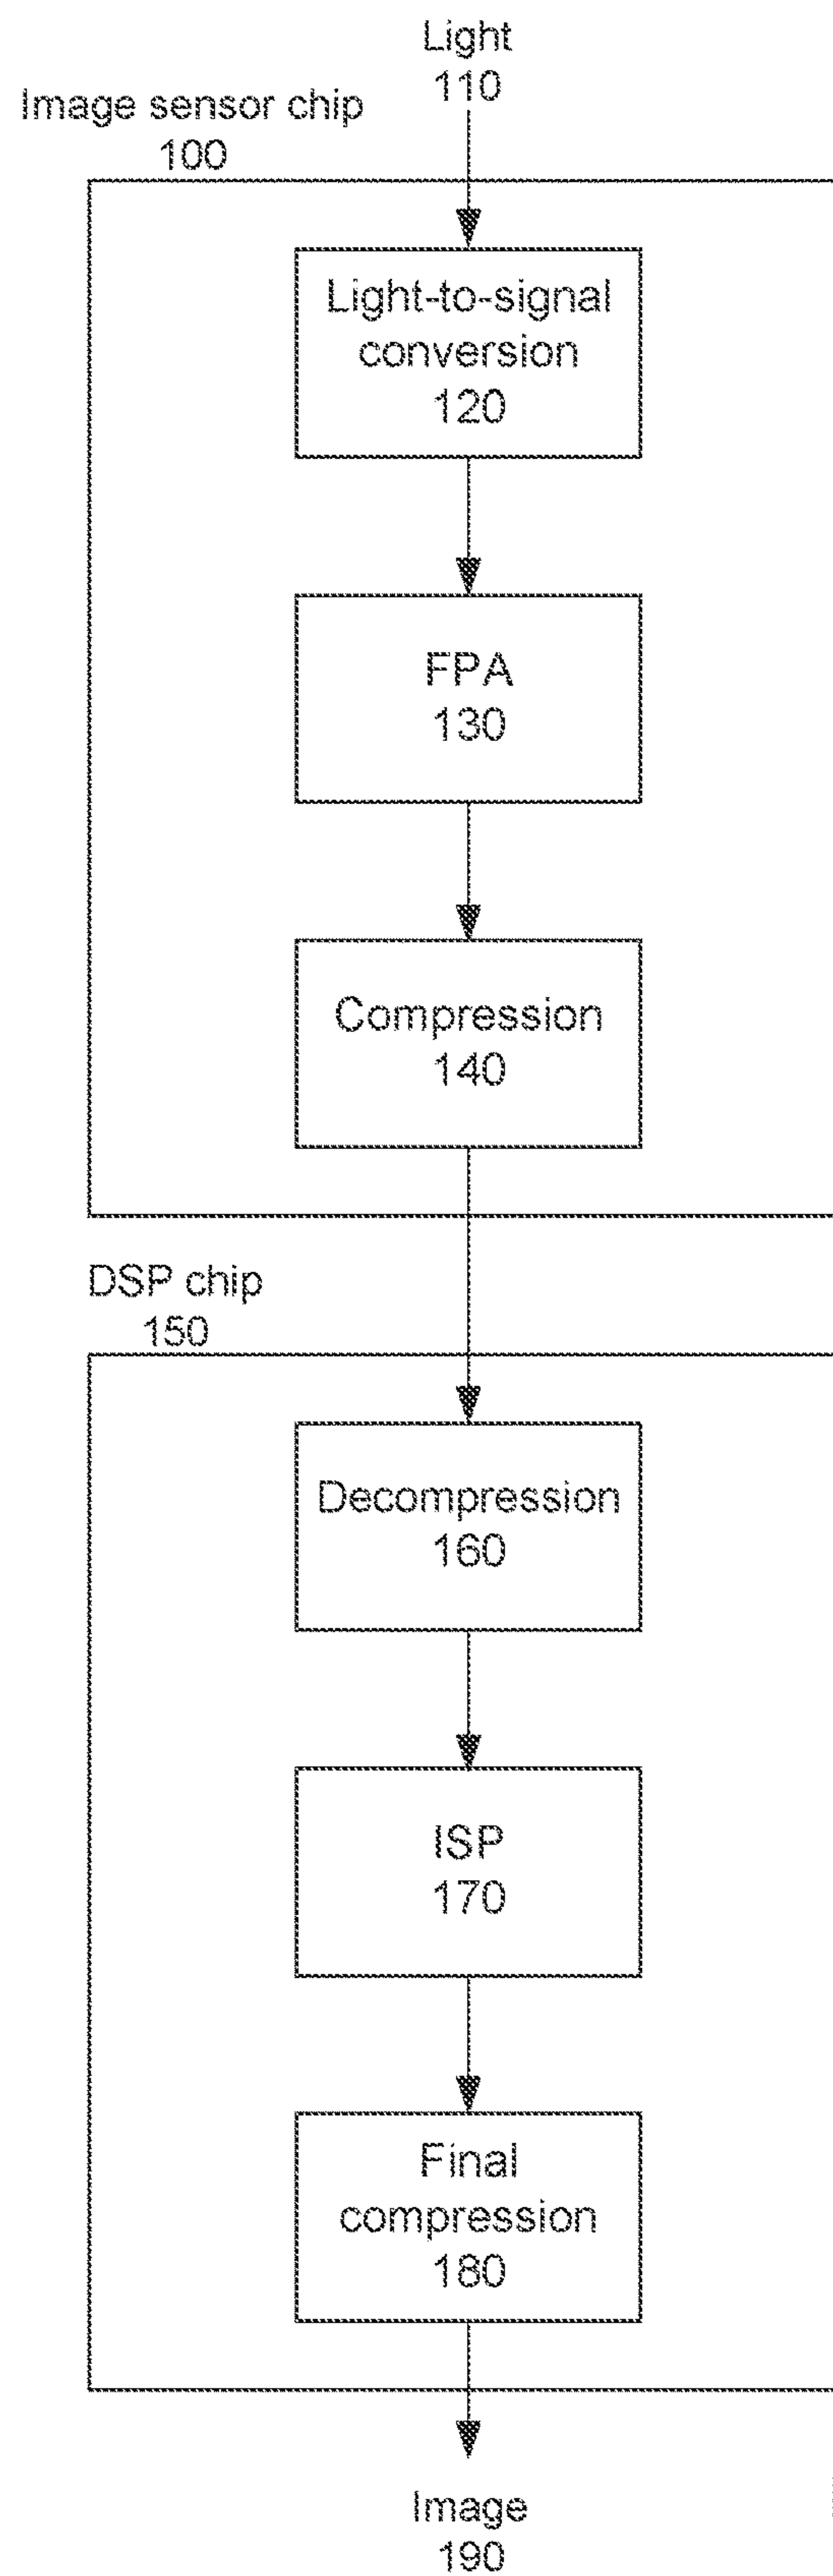 Light
110
Image sensor chip
100
Light-to-signal
conversion
120
FPA
130
Compression
140
DSP chip
150
Decompression
160
ISP
170
Final
compression
180
Image
190